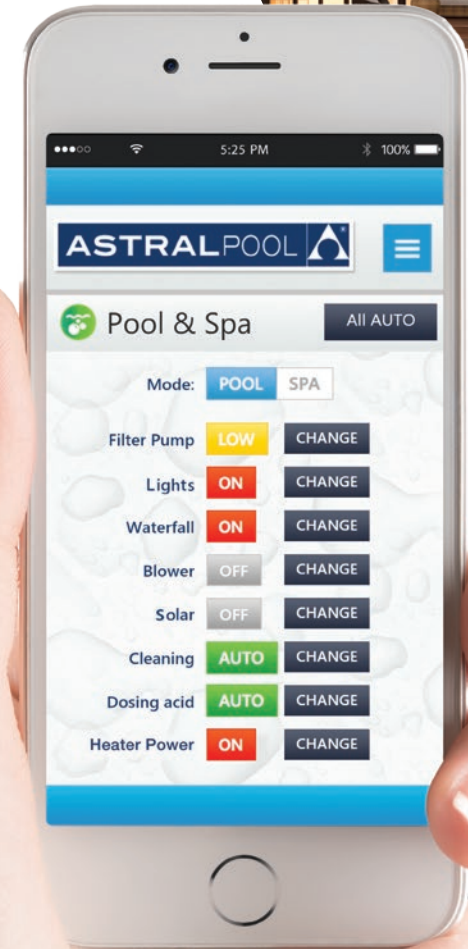 5:25 PM 100%
ASTRALPOOL
Pool & Spa All AUTO
Mode: POOL SPA
Filter Pump LOW CHANGE
Lights ON CHANGE
Waterfall ON CHANGE
Blower OFF CHANGE
Solar OFF CHANGE
Cleaning AUTO CHANGE
Dosing acid AUTO CHANGE
Heater Power ON CHANGE